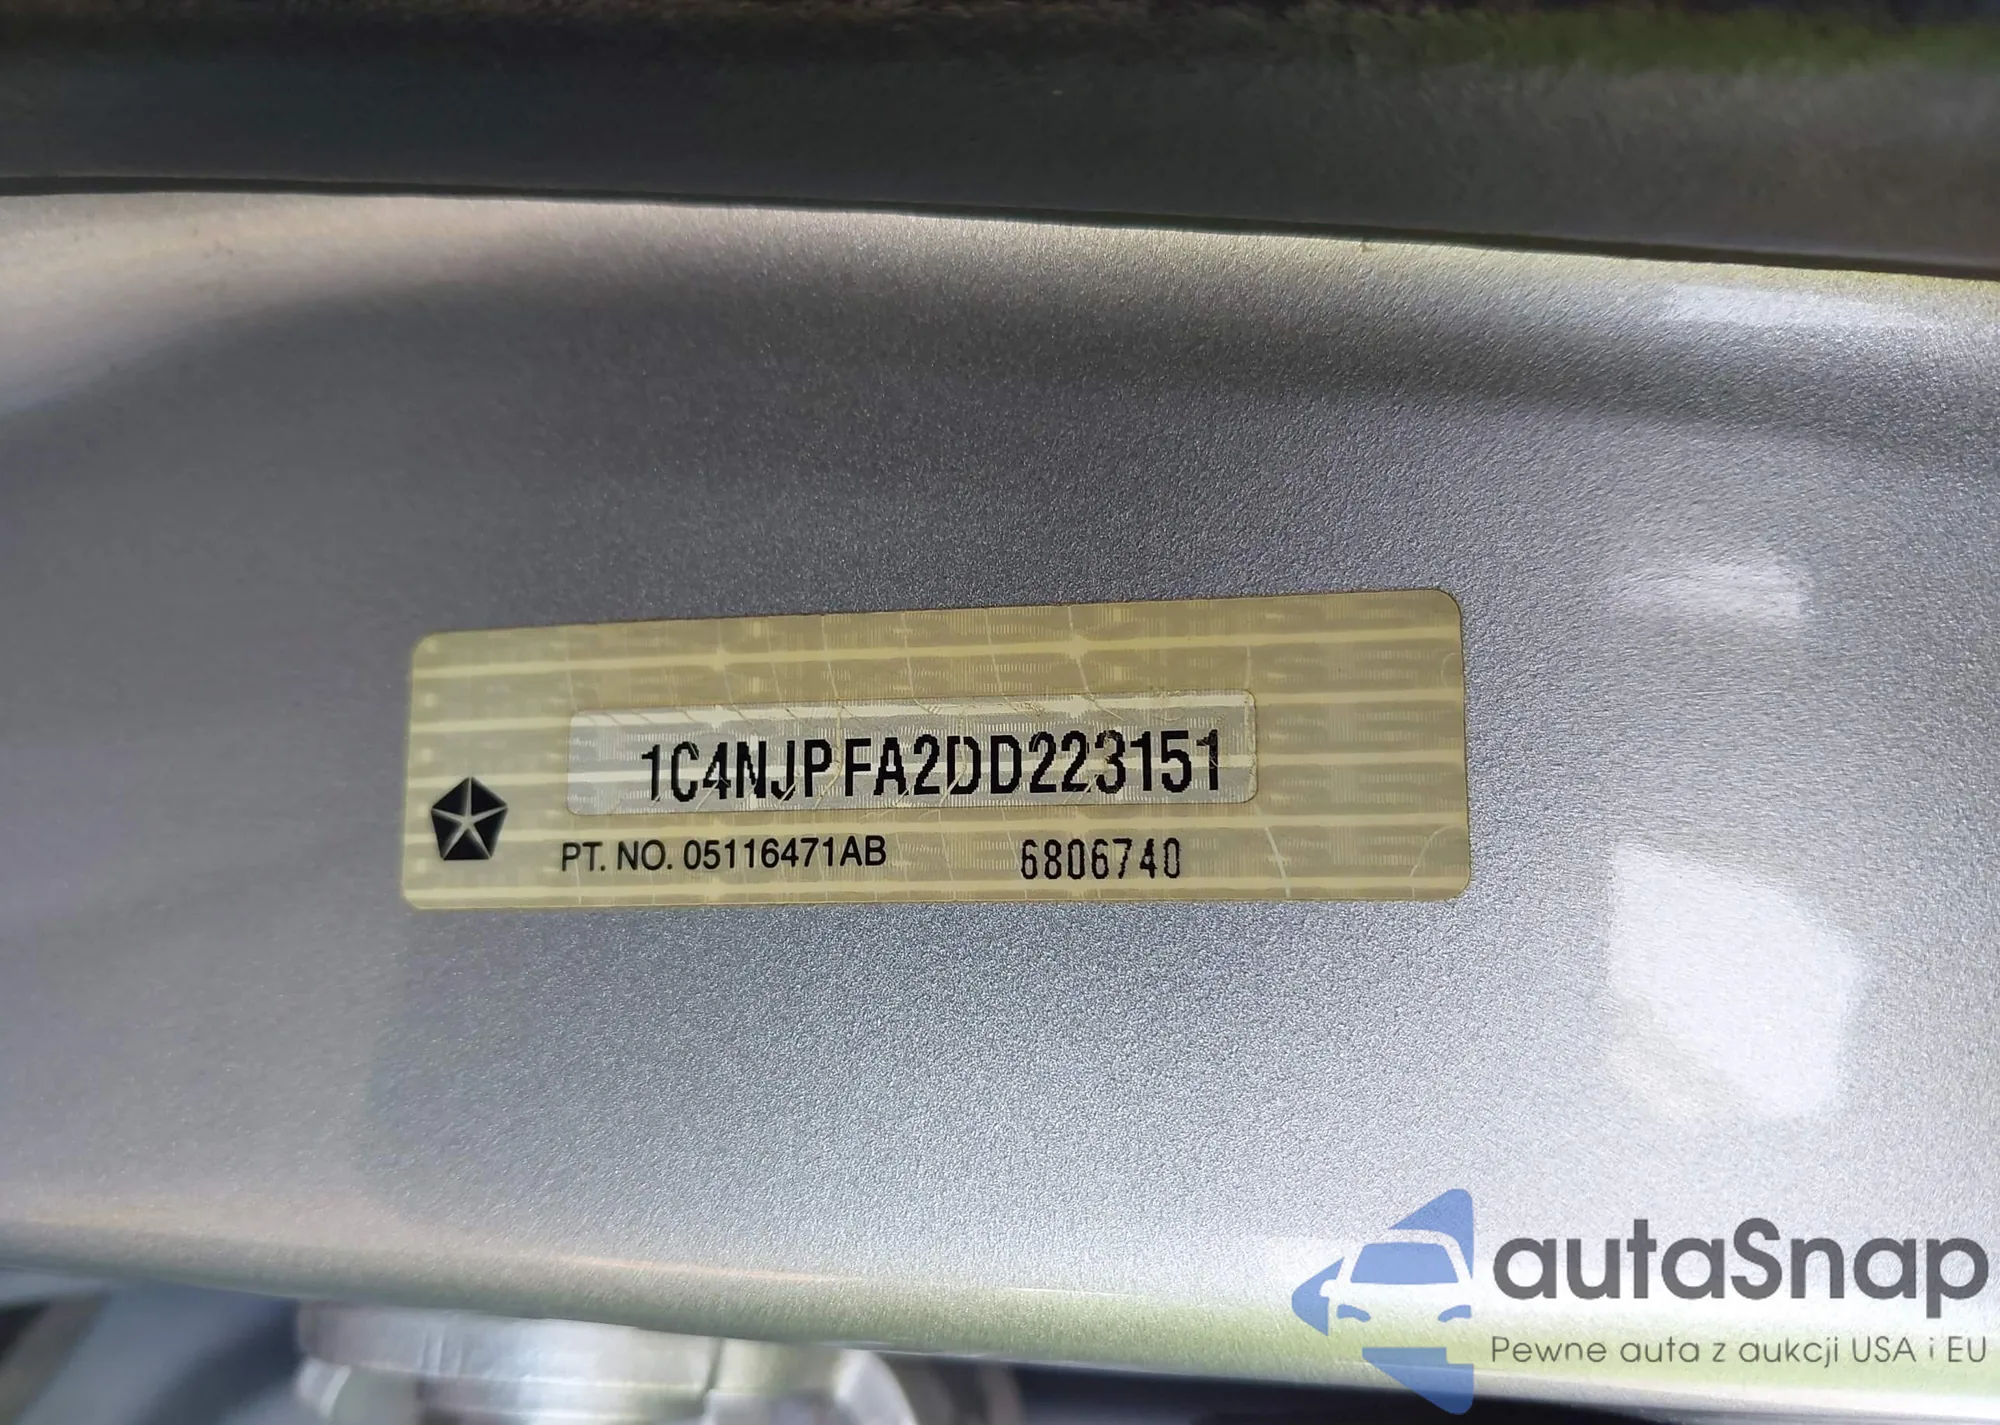 1C4NJPFA2DD223151
PT. NO. 05116471AB 6806740
autaSnap
Pewne auta z aukcji USA i EU